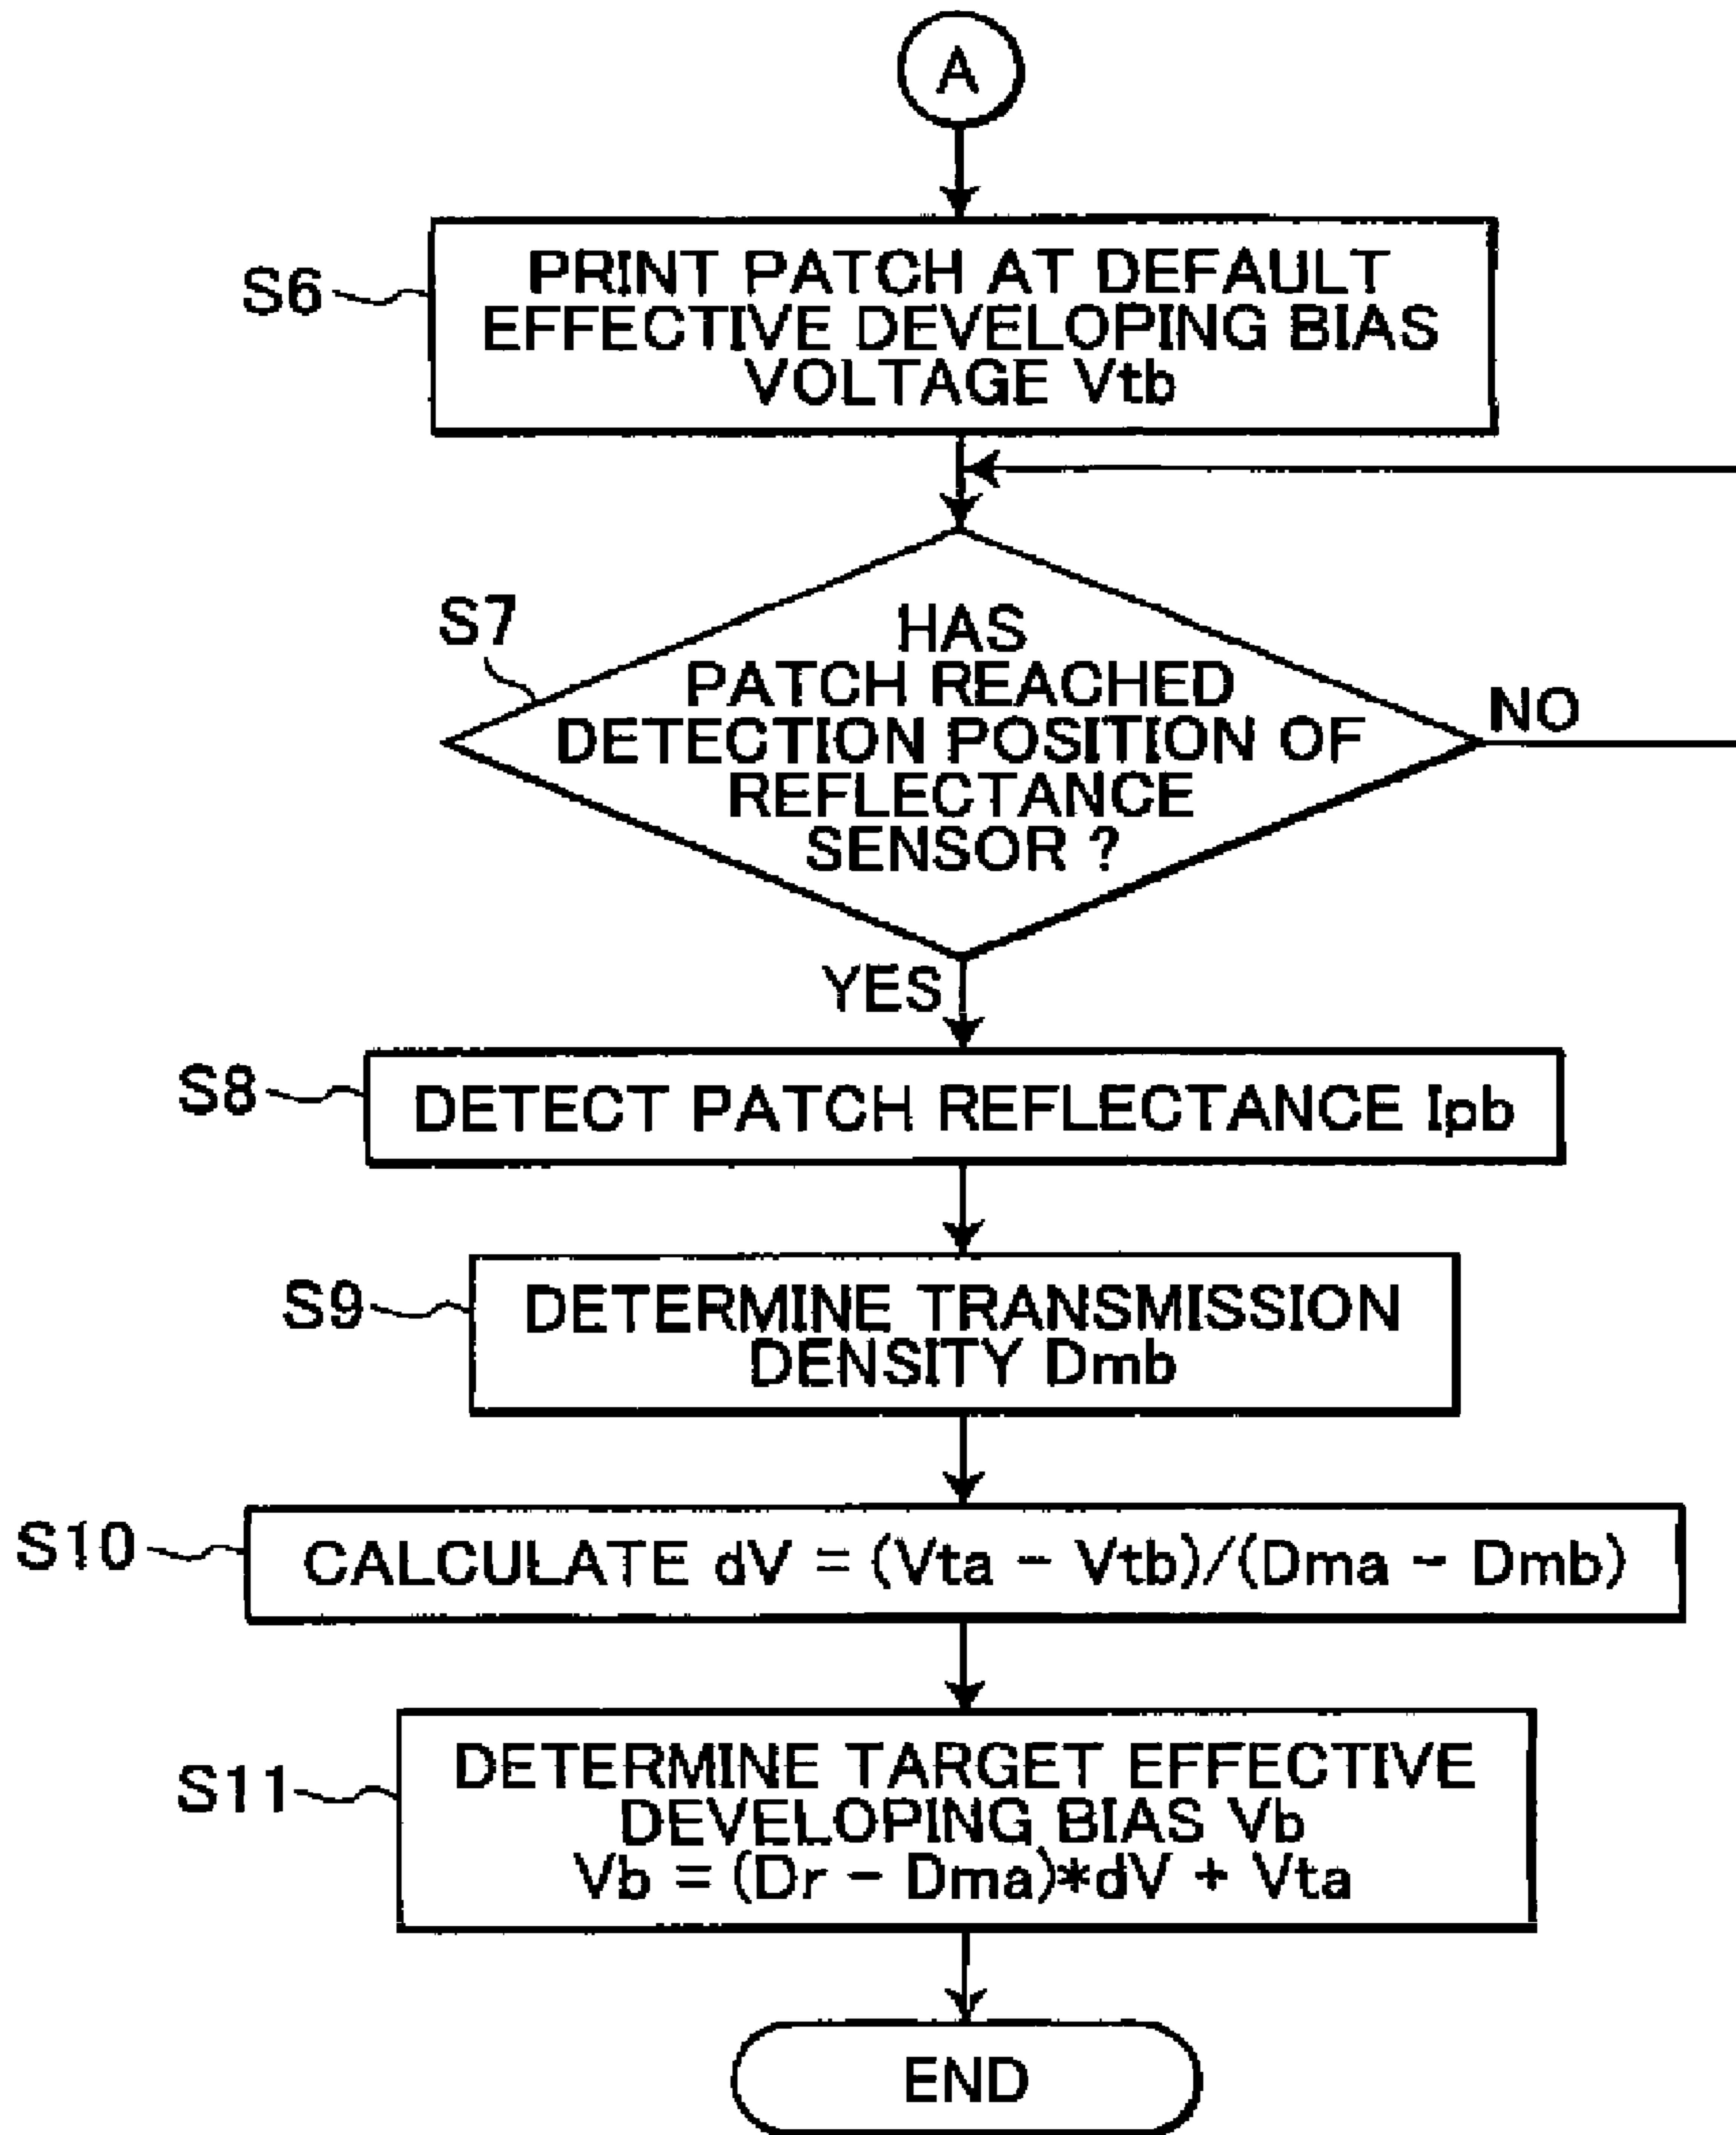 A
S6
PRINT PATCH AT DEFAULT
EFFECTIVE DEVELOPING BIAS
VOLTAGE Vtb
S7
HAS
PATCH REACHED
DETECTION POSITION OF
REFLECTANCE
SENSOR ?
NO
YES
S8
DETECT PATCH REFLECTANCE Ipb
S9
DETERMINE TRANSMISSION
DENSITY Dmb
S10
CALCULATE dV = (Vta - Vtb)/(Dma - Dmb)
S11
DETERMINE TARGET EFFECTIVE
DEVELOPING BIAS Vb
Vb = (Dr - Dma)*dV + Vta
END